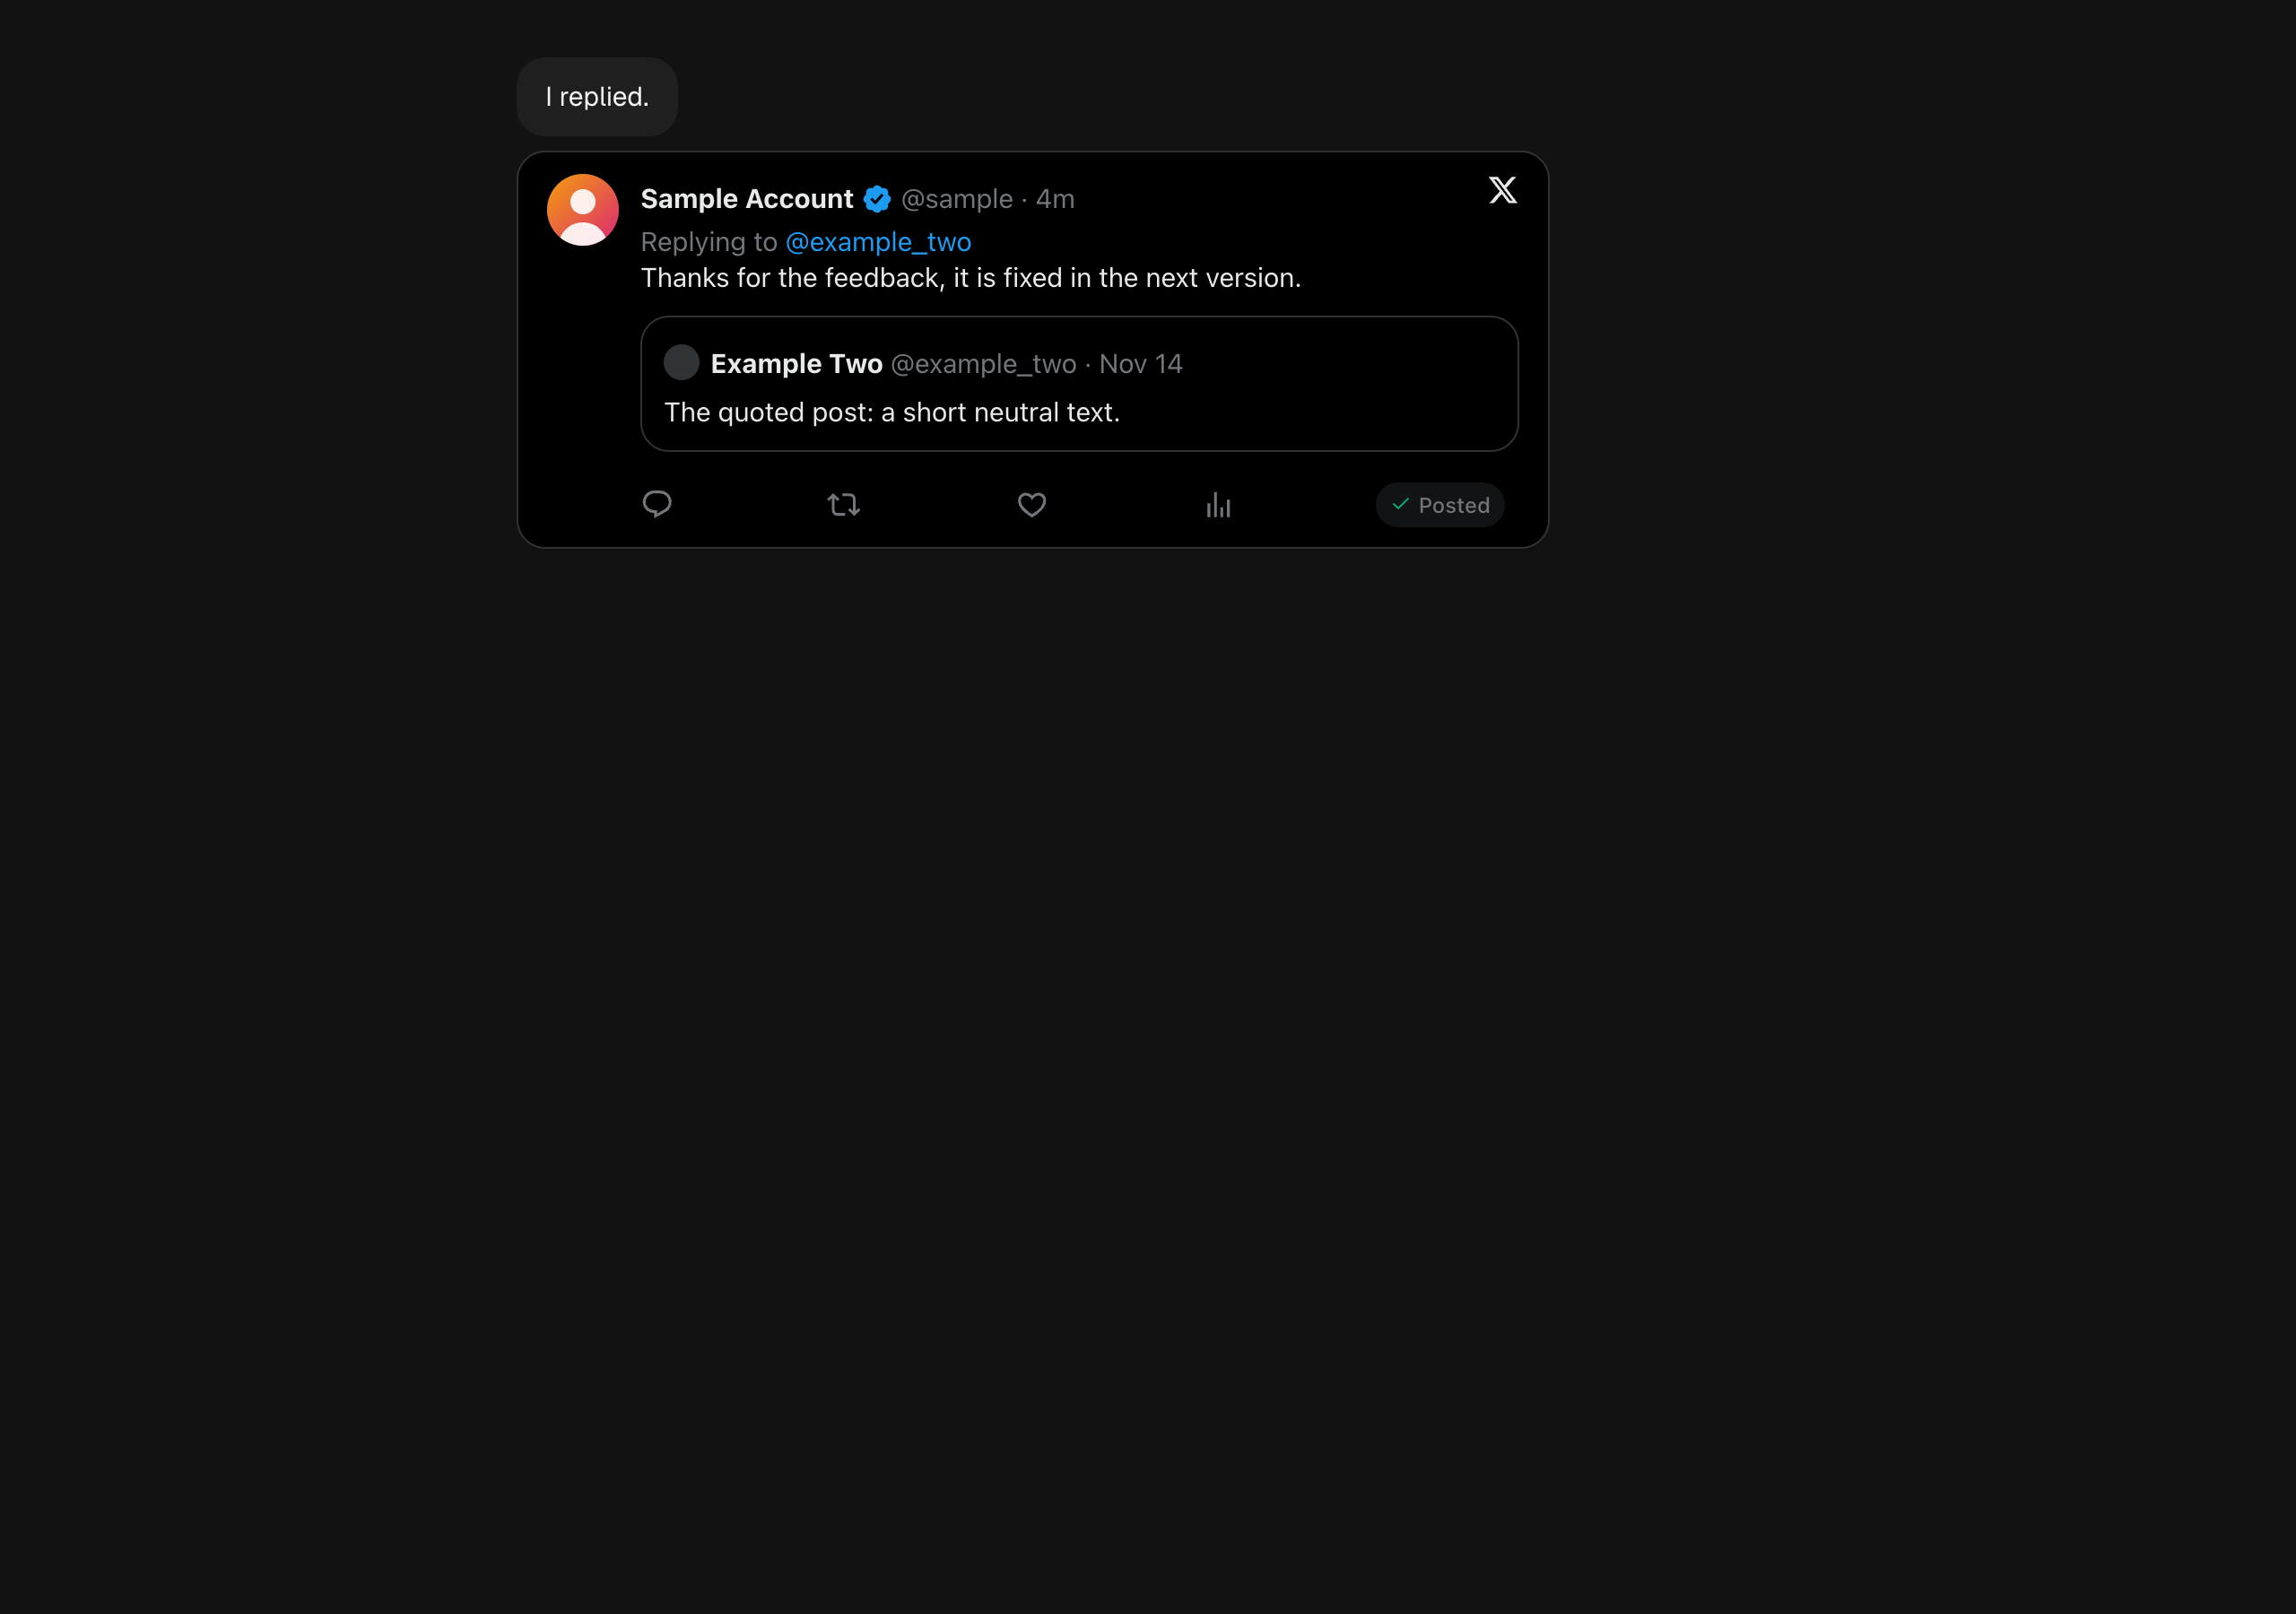 I replied.
Sample Account @sample · 4m
Replying to @example_two
Thanks for the feedback, it is fixed in the next version.
Example Two @example_two · Nov 14
The quoted post: a short neutral text.
Posted